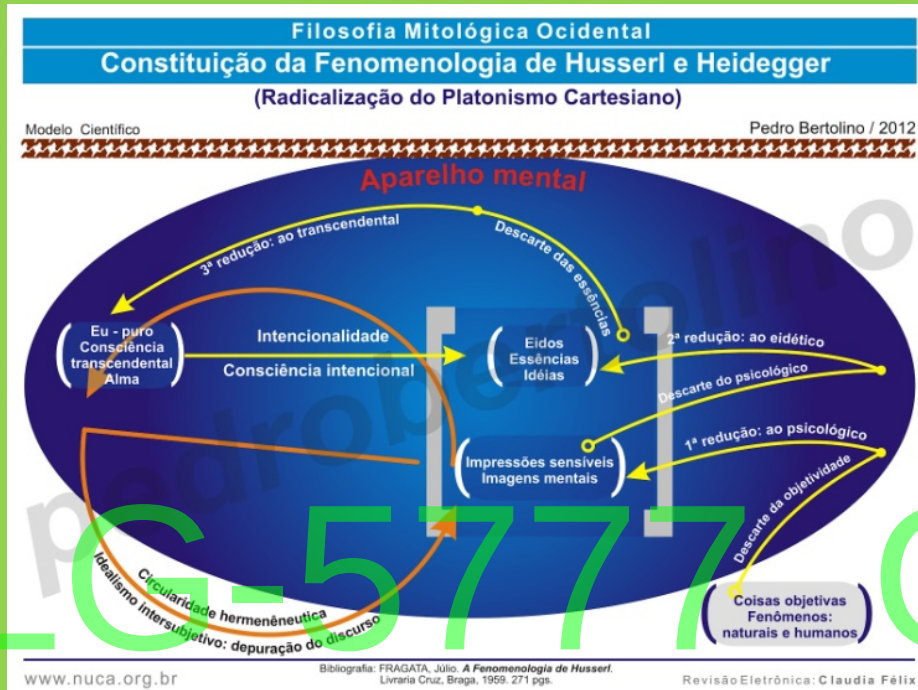 Filosofia Mitológica Ocidental
Constituição da Fenomenologia de Husserl e Heidegger
(Radicalização do Platonismo Cartesiano)
Modelo Científico
Pedro Bertolino / 2012
Aparelho mental
3ª redução: ao transcendental
Descarte das essências
Eu - puro
Consciência
transcendental
Alma
Intencionalidade
Consciência intencional
Eidos
Essências
Idéias
2ª redução: ao eidético
Descarte do psicológico
1ª redução: ao psicológico
Impressões sensíveis
Imagens mentais
Descarte da objetividade
Coisas objetivas
Fenômenos:
naturais e humanos
Circularidade hermenêneutica
Idealismo intersubjetivo: depuração do discurso
pedrobertolino
LG-5777
www.nuca.org.br
Bibliografia: FRAGATA, Júlio. A Fenomenologia de Husserl.
Livraria Cruz, Braga, 1959. 271 pgs.
Revisão Eletrônica: Claudia Félix